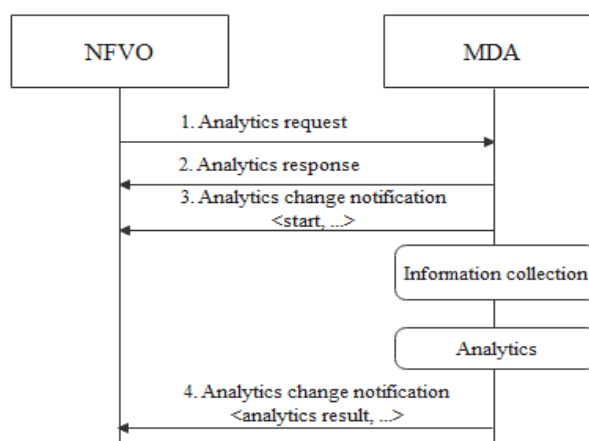 NFVO
MDA
1. Analytics request
2. Analytics response
3. Analytics change notification
<start, ...>
Information collection
Analytics
4. Analytics change notification
<analytics result, ...>